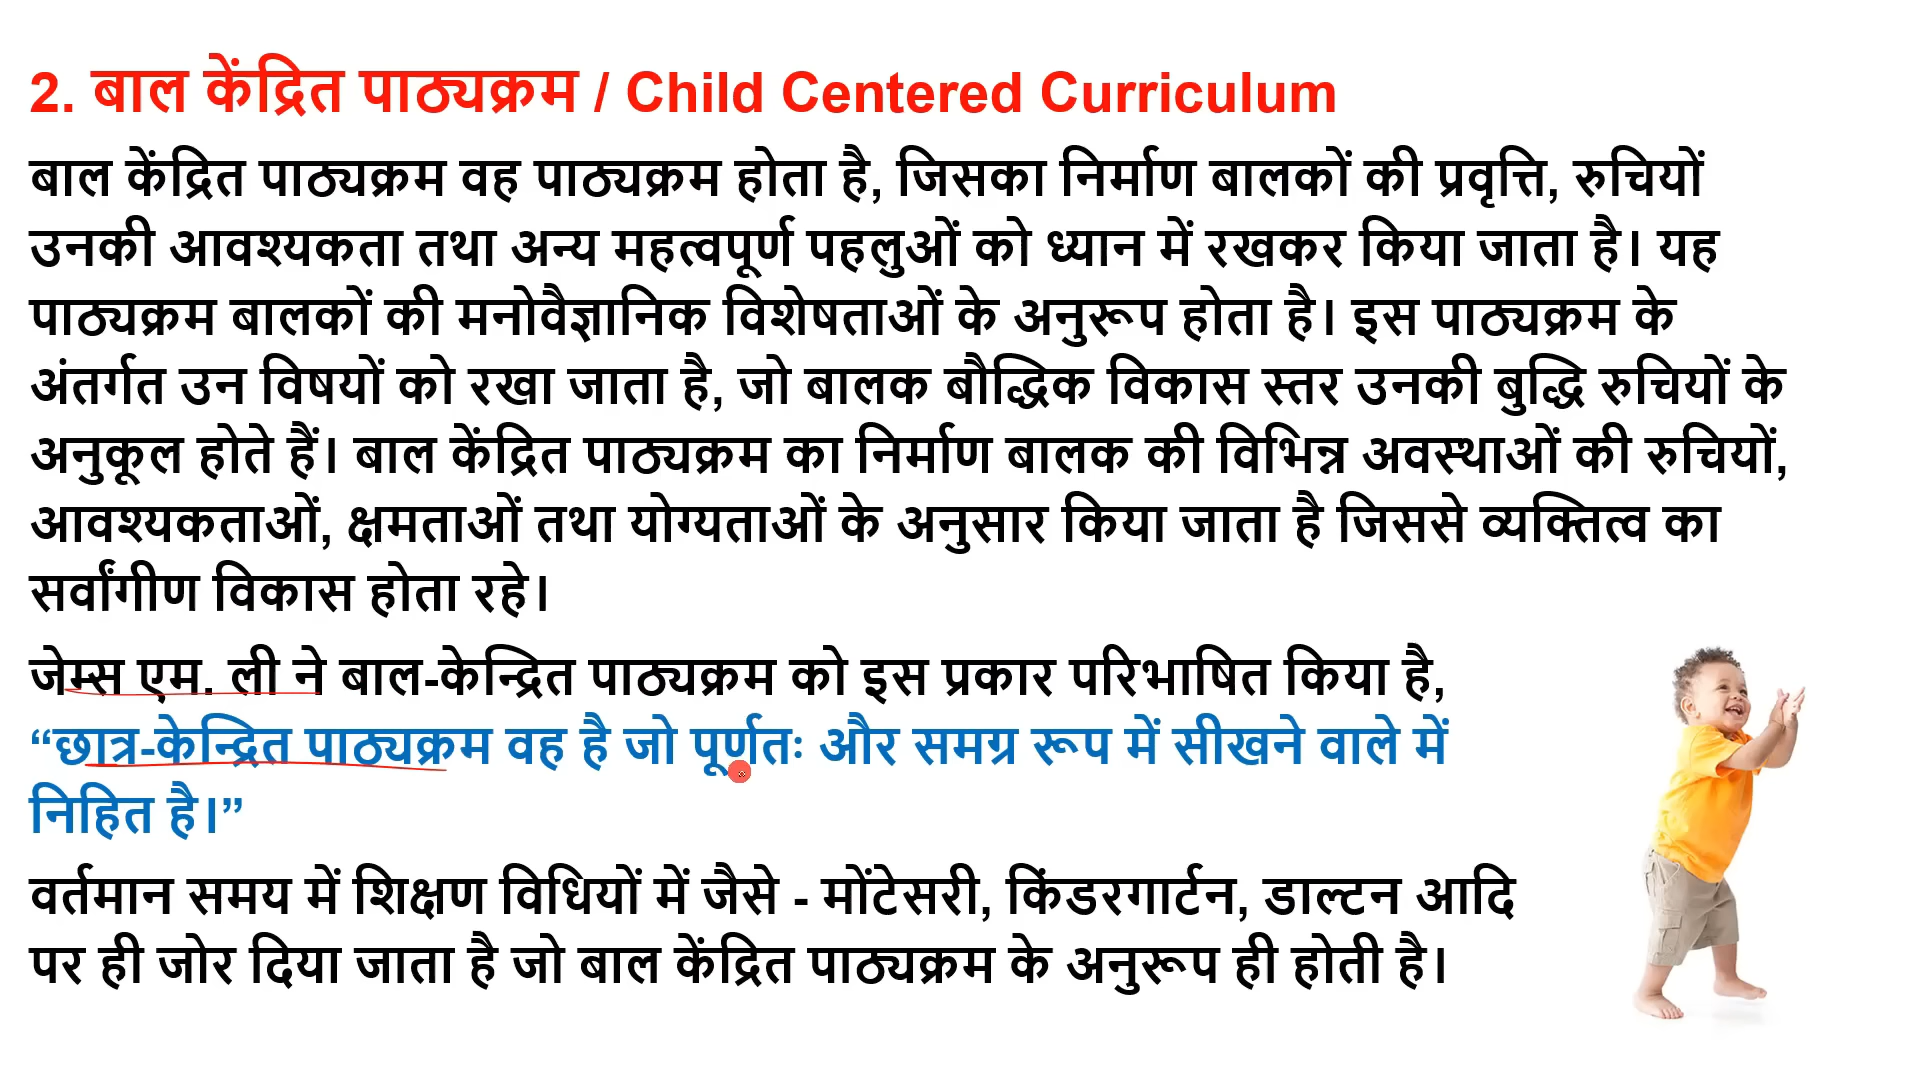 2. बाल केंद्रित पाठ्यक्रम / Child Centered Curriculum
बाल केंद्रित पाठ्यक्रम वह पाठ्यक्रम होता है, जिसका निर्माण बालकों की प्रवृत्ति, रुचियों
उनकी आवश्यकता तथा अन्य महत्वपूर्ण पहलुओं को ध्यान में रखकर किया जाता है। यह
पाठ्यक्रम बालकों की मनोवैज्ञानिक विशेषताओं के अनुरूप होता है। इस पाठ्यक्रम के
अंतर्गत उन विषयों को रखा जाता है, जो बालक बौद्धिक विकास स्तर उनकी बुद्धि रुचियों के
अनुकूल होते हैं। बाल केंद्रित पाठ्यक्रम का निर्माण बालक की विभिन्न अवस्थाओं की रुचियों,
आवश्यकताओं, क्षमताओं तथा योग्यताओं के अनुसार किया जाता है जिससे व्यक्तित्व का
सर्वांगीण विकास होता रहे।
जेम्स एम. ली ने बाल-केन्द्रित पाठ्यक्रम को इस प्रकार परिभाषित किया है,
“छात्र-केन्द्रित पाठ्यक्रम वह है जो पूर्णतः और समग्र रूप में सीखने वाले में
निहित है।”
वर्तमान समय में शिक्षण विधियों में जैसे - मोंटेसरी, किंडरगार्टन, डाल्टन आदि
पर ही जोर दिया जाता है जो बाल केंद्रित पाठ्यक्रम के अनुरूप ही होती है।